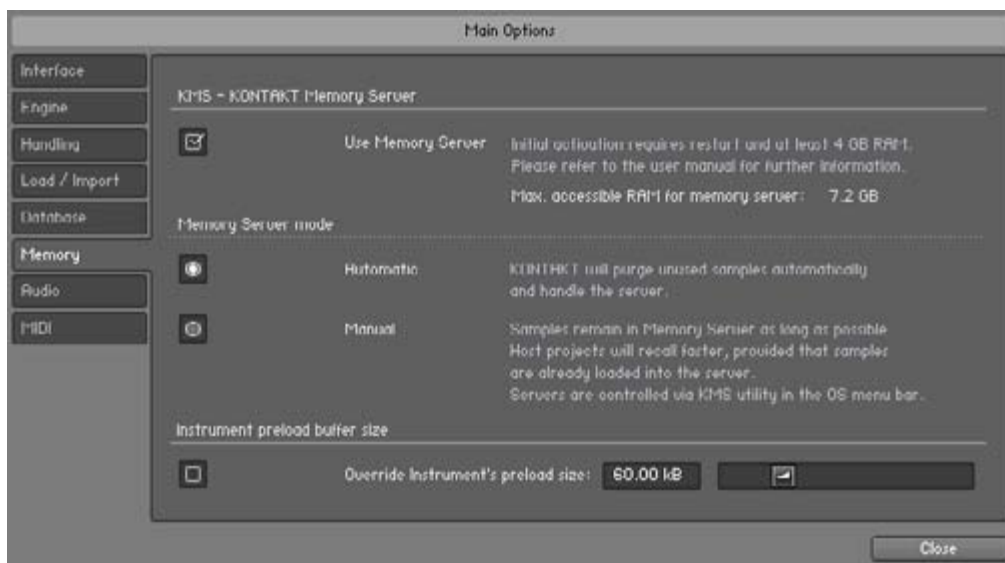 Main Options
Interface
Engine
Handling
Load / Import
Database
Memory
Audio
MIDI
KMS - KONTAKT Memory Server
Use Memory Server
Initial activation requires restart and at least 4 GB RAM.
Please refer to the user manual for further information.
Max. accessible RAM for memory server: 7.2 GB
Memory Server mode
Automatic
KONTAKT will purge unused samples automatically
and handle the server.
Manual
Samples remain in Memory Server as long as possible
Host projects will recall faster, provided that samples
are already loaded into the server.
Servers are controlled via KMS utility in the OS menu bar.
Instrument preload buffer size
Override Instrument's preload size: 60.00 kB
Close